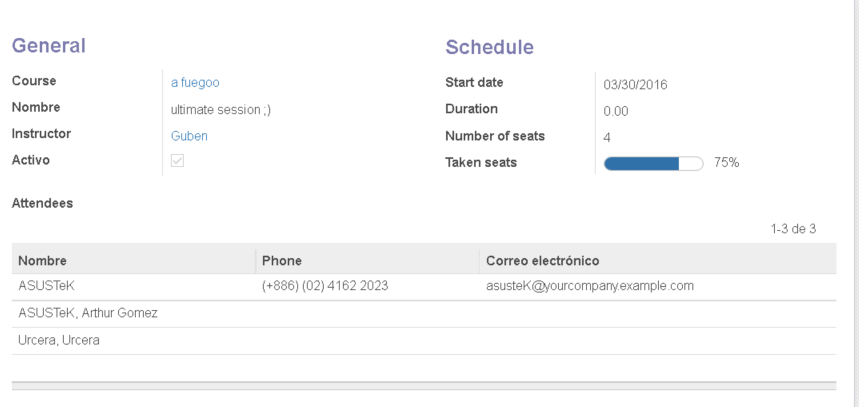 General
Course a fuegoo
Nombre ultimate session ;)
Instructor Guben
Activo
Schedule
Start date 03/30/2016
Duration 0.00
Number of seats 4
Taken seats 75%
Attendees
1-3 de 3
Nombre Phone Correo electrónico
ASUSTeK (+886) (02) 4162 2023 asusteK@yourcompany.example.com
ASUSTeK, Arthur Gomez
Urcera, Urcera